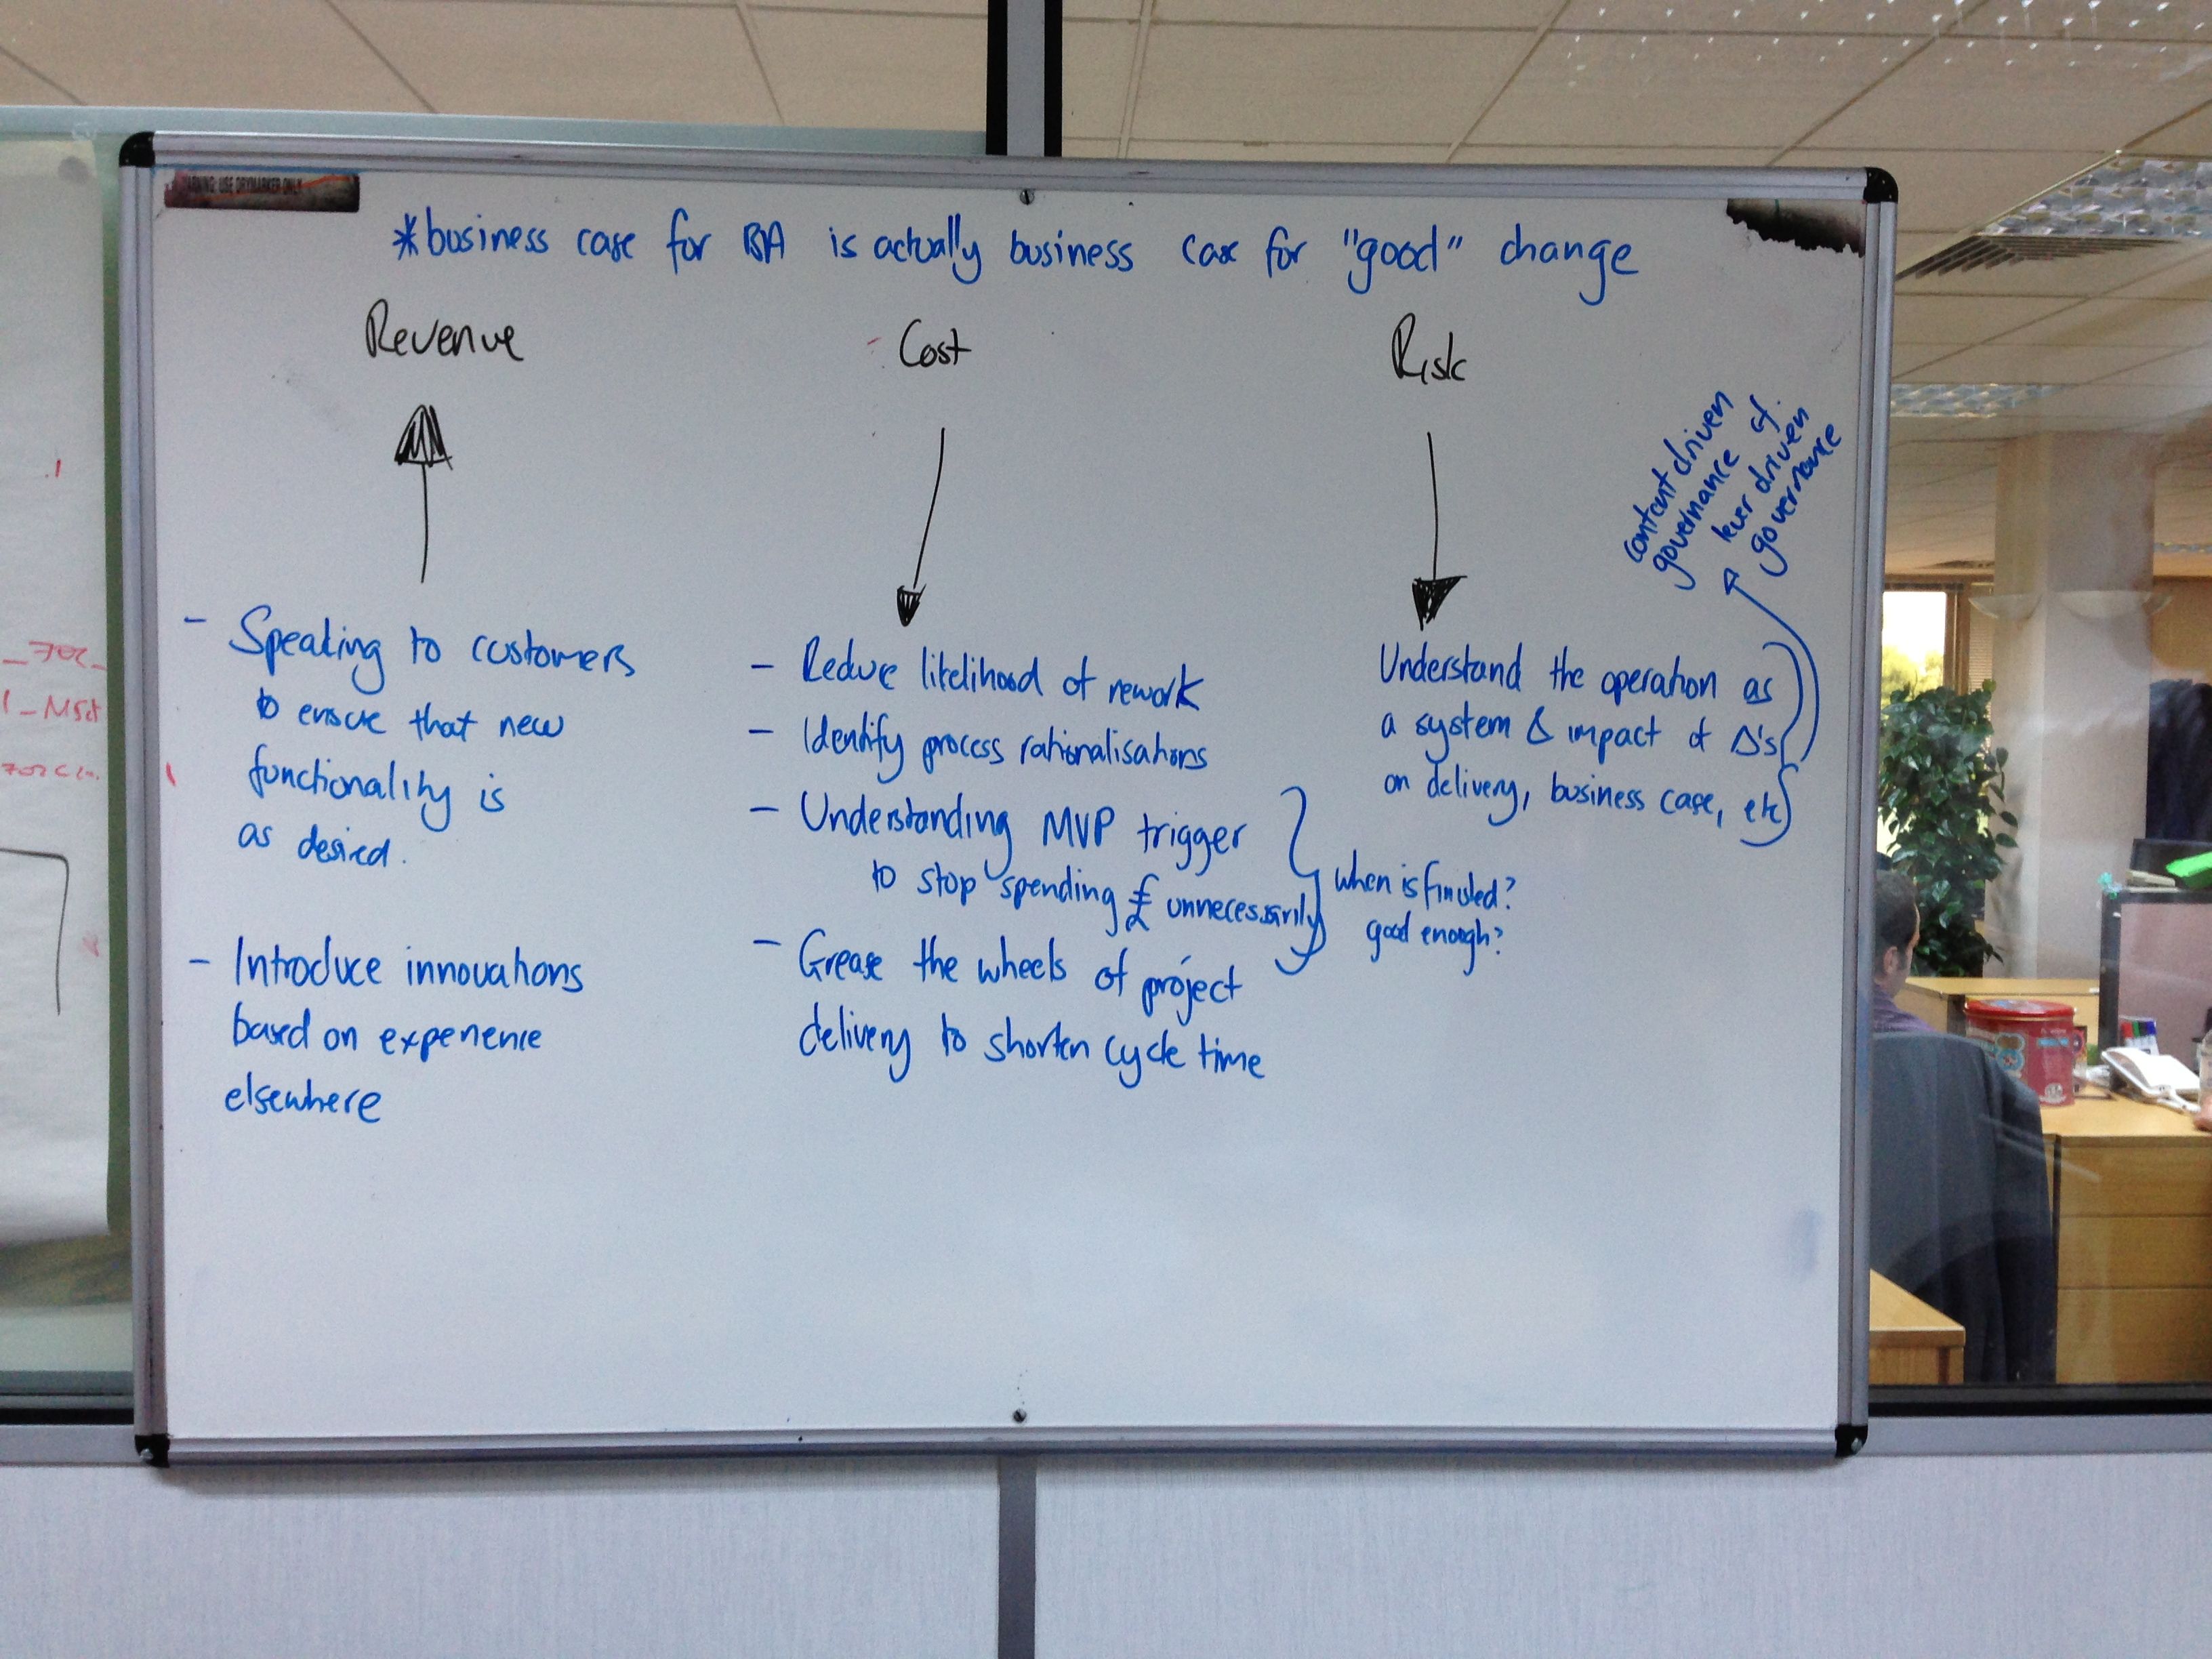 WARNING: USE DRYMARKER ONLY
*business case for BA is actually business case for "good" change
Revenue
Cost
Risk
content driven
governance cf.
lever driven
governance
- Speaking to customers
to ensure that new
functionality is
as desired.
- Introduce innovations
based on experience
elsewhere
- Reduce likelihood of rework
- Identify process rationalisations
- Understanding MVP trigger
to stop spending £ unnecessarily
- Grease the wheels of project
delivery to shorten cycle time
when is finished?
good enough?
Understand the operation as
a system & impact of Δ's
on delivery, business case, etc